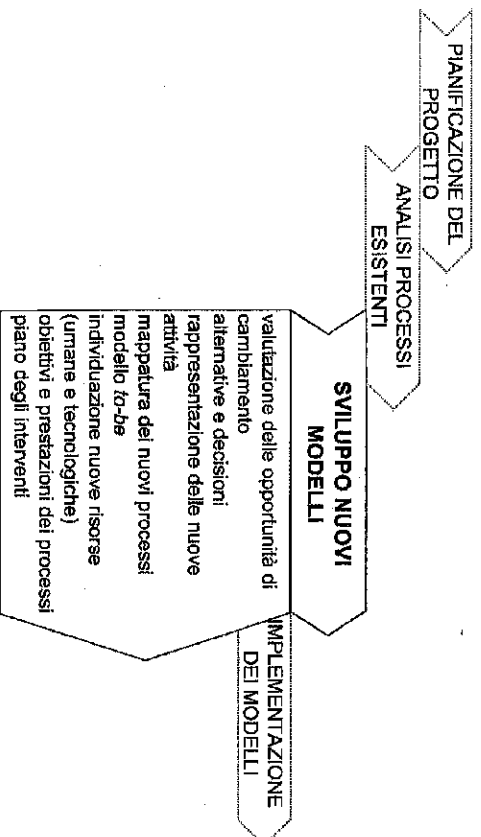 PIANIFICAZIONE DEL
PROGETTO
ANALISI PROCESSI
ESISTENTI
SVILUPPO NUOVI
MODELLI
valutazione delle opportunità di
cambiamento
alternative e decisioni
rappresentazione delle nuove
attività
mappatura dei nuovi processi
modello to-be
individuazione nuove risorse
(umane e tecnologiche)
obiettivi e prestazioni dei processi
piano degli interventi
IMPLEMENTAZIONE
DEI MODELLI